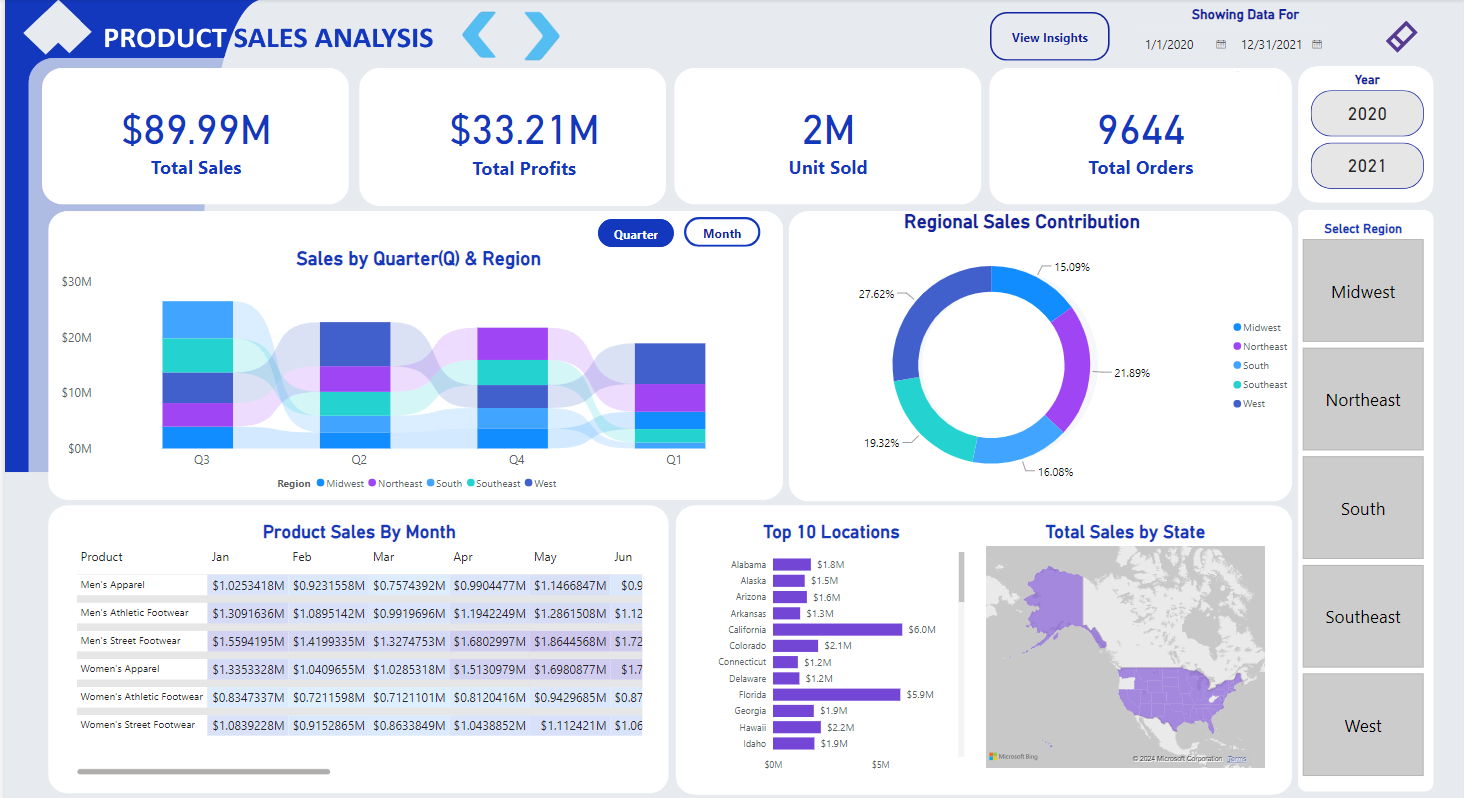 PRODUCT SALES ANALYSIS
View Insights
Showing Data For
1/1/2020 12/31/2021
$89.99M
Total Sales
$33.21M
Total Profits
2M
Unit Sold
9644
Total Orders
Year
2020
2021
Quarter Month
Sales by Quarter(Q) & Region
$30M
$20M
$10M
$0M
Q3 Q2 Q4 Q1
Region Midwest Northeast South Southeast West
Regional Sales Contribution
15.09%
27.62%
21.89%
19.32%
16.08%
Midwest
Northeast
South
Southeast
West
Select Region
Midwest
Northeast
South
Southeast
West
Product Sales By Month
Product Jan Feb Mar Apr May Jun
Men's Apparel $1.0253418M $0.9231558M $0.7574392M $0.9904477M $1.1466847M $0.9
Men's Athletic Footwear $1.3091636M $1.0895142M $0.9919696M $1.1942249M $1.2861508M $1.12
Men's Street Footwear $1.5594195M $1.4199335M $1.3274753M $1.6802997M $1.8644568M $1.72
Women's Apparel $1.3353328M $1.0409655M $1.0285318M $1.5130979M $1.6980877M $1.7
Women's Athletic Footwear $0.8347337M $0.7211598M $0.7121101M $0.8120416M $0.9429685M $0.87
Women's Street Footwear $1.0839228M $0.9152865M $0.8633849M $1.0438852M $1.112421M $1.06
Top 10 Locations
Alabama $1.8M
Alaska $1.5M
Arizona $1.6M
Arkansas $1.3M
California $6.0M
Colorado $2.1M
Connecticut $1.2M
Delaware $1.2M
Florida $5.9M
Georgia $1.9M
Hawaii $2.2M
Idaho $1.9M
$0M $5M
Total Sales by State
Microsoft Bing
© 2024 Microsoft Corporation Terms